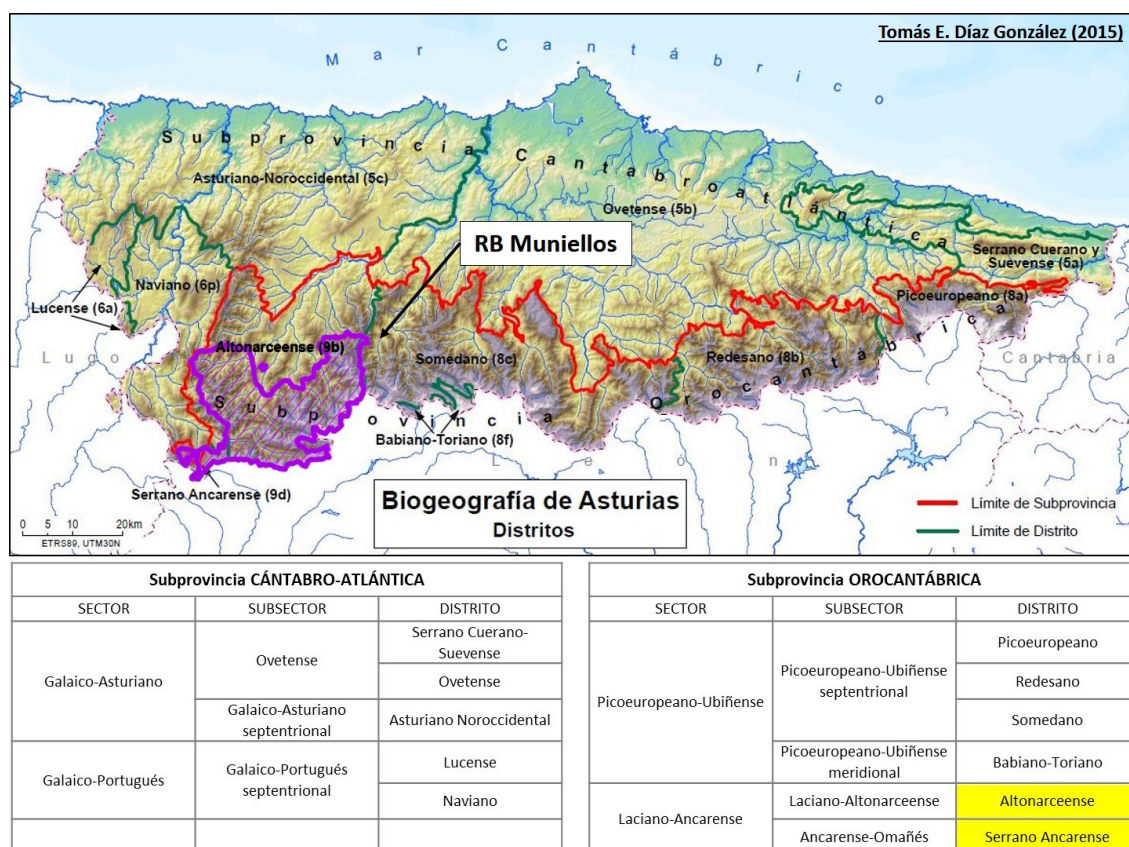 Tomás E. Díaz González (2015)
Mar Cantábrico
Subprovincia Cantabroatlántica
Asturiano-Noroccidental (5c)
Ovetense (5b)
RB Muniellos
Serrano Cuerano y
Suevense (5a)
Naviano (6p)
Lucense (6a)
Picoeuropeano (8a)
Lugo
Altonarceense (9b)
Somedano (8c)
Redesano (8b)
Cantabria
Subprovincia Orocantábrica
Babiano-Toriano (8f)
León
Serrano Ancarense (9d)
Biogeografía de Asturias
Distritos
Límite de Subprovincia
Límite de Distrito
0 5 10 20km
ETRS89, UTM30N
Subprovincia CÁNTABRO-ATLÁNTICA
SECTOR SUBSECTOR DISTRITO
Galaico-Asturiano
Ovetense
Serrano Cuerano-
Suevense
Ovetense
Galaico-Asturiano
septentrional
Asturiano Noroccidental
Galaico-Portugués
Galaico-Portugués
septentrional
Lucense
Naviano
Subprovincia OROCANTÁBRICA
SECTOR SUBSECTOR DISTRITO
Picoeuropeano-Ubiñense
Picoeuropeano-Ubiñense
septentrional
Picoeuropeano
Redesano
Somedano
Picoeuropeano-Ubiñense
meridional
Babiano-Toriano
Laciano-Ancarense
Laciano-Altonarceense
Altonarceense
Ancarense-Omañés
Serrano Ancarense